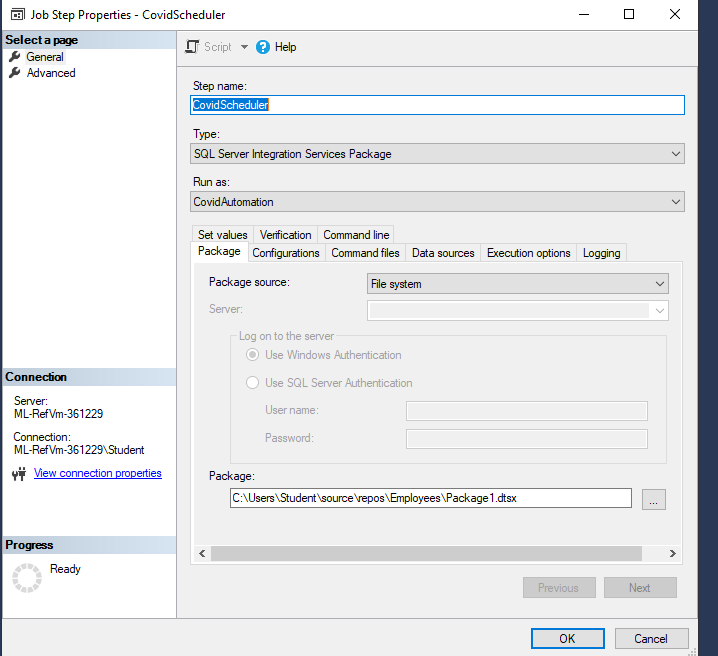 Job Step Properties - CovidScheduler
Select a page
General
Advanced
Script
Help
Step name:
CovidScheduler
Type:
SQL Server Integration Services Package
Run as:
CovidAutomation
Set values Verification Command line
Package Configurations Command files Data sources Execution options Logging
Package source:
File system
Server:
Log on to the server
Use Windows Authentication
Use SQL Server Authentication
User name:
Password:
Package:
C:\Users\Student\source\repos\Employees\Package1.dtsx
...
Connection
Server:
ML-RefVm-361229
Connection:
ML-RefVm-361229\Student
View connection properties
Progress
Ready
Previous Next
OK Cancel